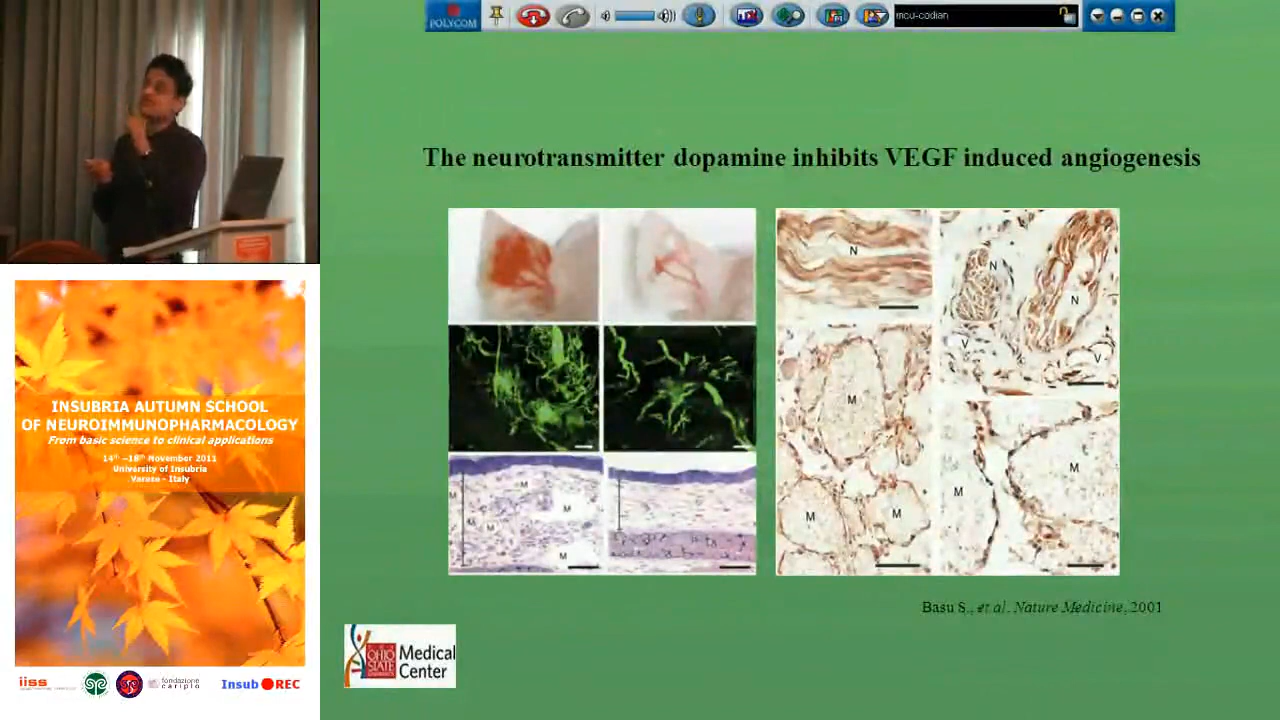 POLYCOM
mcu-codian
The neurotransmitter dopamine inhibits VEGF induced angiogenesis
N
N
N
V
V
M
M
M
M
M
M
M
M
M
M
M
Basu S., et al. Nature Medicine, 2001
OHIO
STATE
Medical
Center
INSUBRIA AUTUMN SCHOOL
OF NEUROIMMUNOPHARMACOLOGY
From basic science to clinical applications
14th –18th November 2011
University of Insubria
Varese - Italy
iiss
fondazione
cariplo
Insub REC